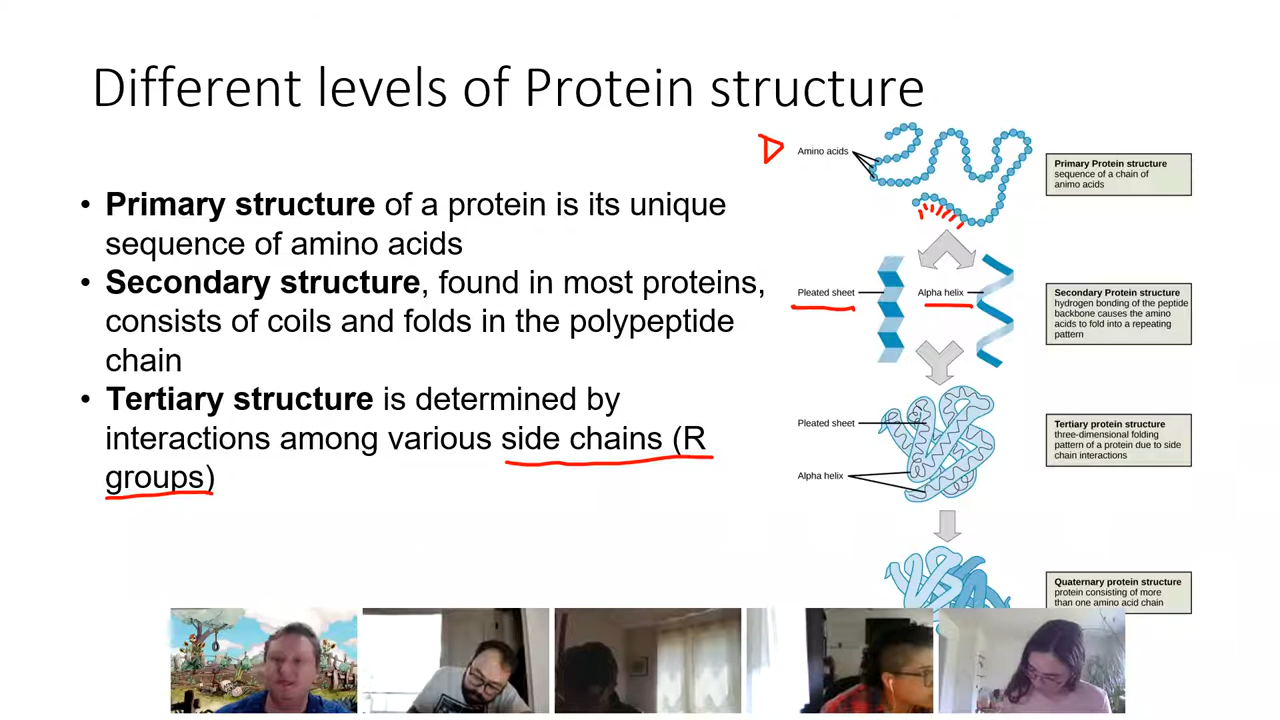 Different levels of Protein structure
• Primary structure of a protein is its unique
sequence of amino acids
• Secondary structure, found in most proteins,
consists of coils and folds in the polypeptide
chain
• Tertiary structure is determined by
interactions among various side chains (R
groups)
Amino acids
Primary Protein structure
sequence of a chain of
animo acids
Pleated sheet
Alpha helix
Secondary Protein structure
hydrogen bonding of the peptide
backbone causes the amino
acids to fold into a repeating
pattern
Pleated sheet
Alpha helix
Tertiary protein structure
three-dimensional folding
pattern of a protein due to side
chain interactions
Quaternary protein structure
protein consisting of more
than one amino acid chain